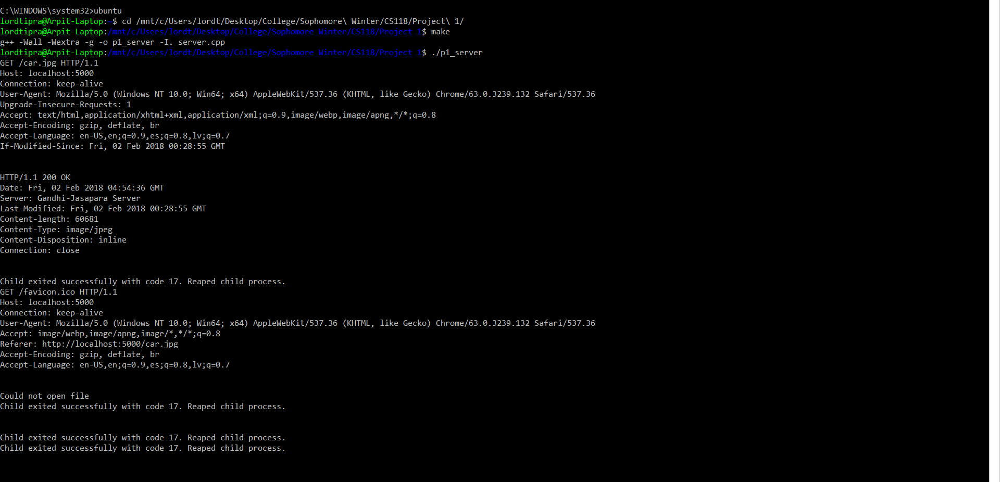 C:\WINDOWS\system32>ubuntu
lordtipra@Arpit-Laptop:~$ cd /mnt/c/Users/lordt/Desktop/College/Sophomore\ Winter/CS118/Project\ 1/
lordtipra@Arpit-Laptop:/mnt/c/Users/lordt/Desktop/College/Sophomore Winter/CS118/Project 1$ make
g++ -Wall -Wextra -g -o p1_server -I. server.cpp
lordtipra@Arpit-Laptop:/mnt/c/Users/lordt/Desktop/College/Sophomore Winter/CS118/Project 1$ ./p1_server
GET /car.jpg HTTP/1.1
Host: localhost:5000
Connection: keep-alive
User-Agent: Mozilla/5.0 (Windows NT 10.0; Win64; x64) AppleWebKit/537.36 (KHTML, like Gecko) Chrome/63.0.3239.132 Safari/537.36
Upgrade-Insecure-Requests: 1
Accept: text/html,application/xhtml+xml,application/xml;q=0.9,image/webp,image/apng,*/*;q=0.8
Accept-Encoding: gzip, deflate, br
Accept-Language: en-US,en;q=0.9,es;q=0.8,lv;q=0.7
If-Modified-Since: Fri, 02 Feb 2018 00:28:55 GMT
HTTP/1.1 200 OK
Date: Fri, 02 Feb 2018 04:54:36 GMT
Server: Gandhi-Jasapara Server
Last-Modified: Fri, 02 Feb 2018 00:28:55 GMT
Content-length: 60681
Content-Type: image/jpeg
Content-Disposition: inline
Connection: close
Child exited successfully with code 17. Reaped child process.
GET /favicon.ico HTTP/1.1
Host: localhost:5000
Connection: keep-alive
User-Agent: Mozilla/5.0 (Windows NT 10.0; Win64; x64) AppleWebKit/537.36 (KHTML, like Gecko) Chrome/63.0.3239.132 Safari/537.36
Accept: image/webp,image/apng,image/*,*/*;q=0.8
Referer: http://localhost:5000/car.jpg
Accept-Encoding: gzip, deflate, br
Accept-Language: en-US,en;q=0.9,es;q=0.8,lv;q=0.7
Could not open file
Child exited successfully with code 17. Reaped child process.
Child exited successfully with code 17. Reaped child process.
Child exited successfully with code 17. Reaped child process.